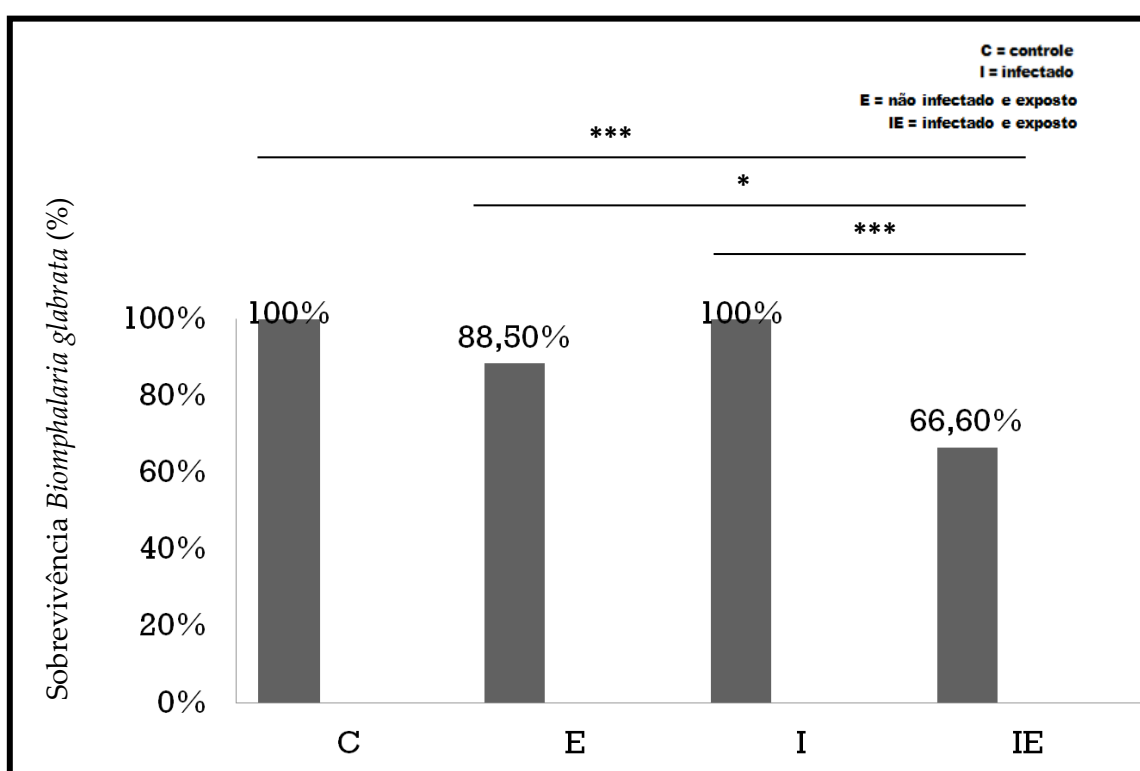 C = controle
I = infectado
E = não infectado e exposto
IE = infectado e exposto
***
*
***
Sobrevivência Biomphalaria glabrata (%)
100%
80%
60%
40%
20%
0%
100%
88,50%
100%
66,60%
C
E
I
IE